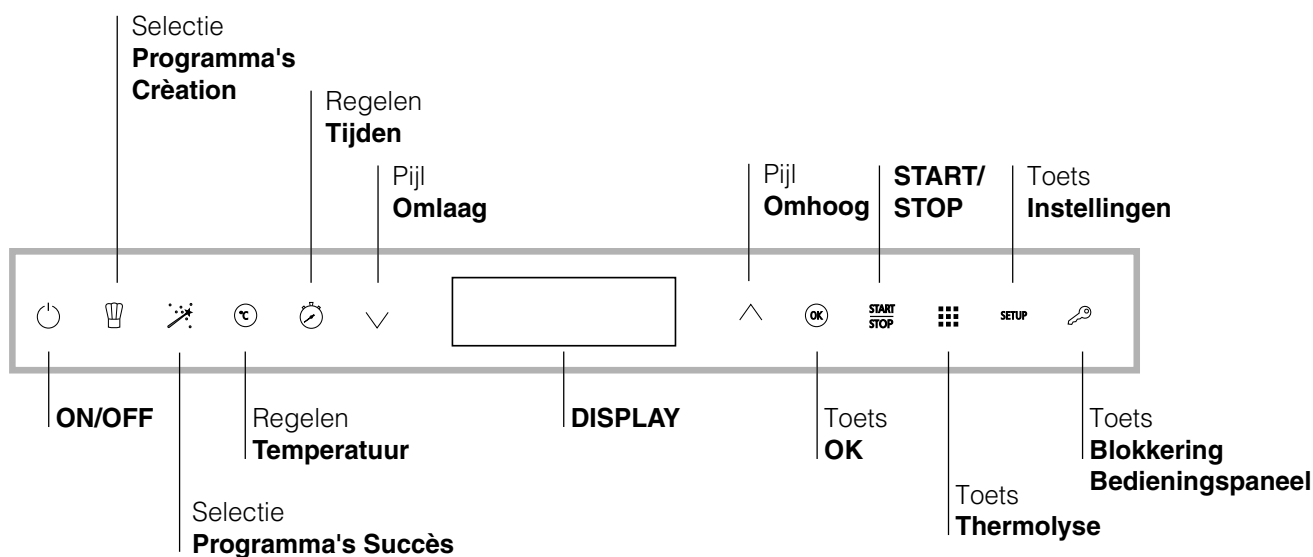 Selectie
Programma's
Crèation
Regelen
Tijden
Pijl
Omlaag
Pijl
Omhoog
START/
STOP
Toets
Instellingen
°C
OK
START
STOP
SETUP
ON/OFF
Regelen
Temperatuur
DISPLAY
Toets
OK
Toets
Blokkering
Bedieningspaneel
Selectie
Programma's Succès
Toets
Thermolyse